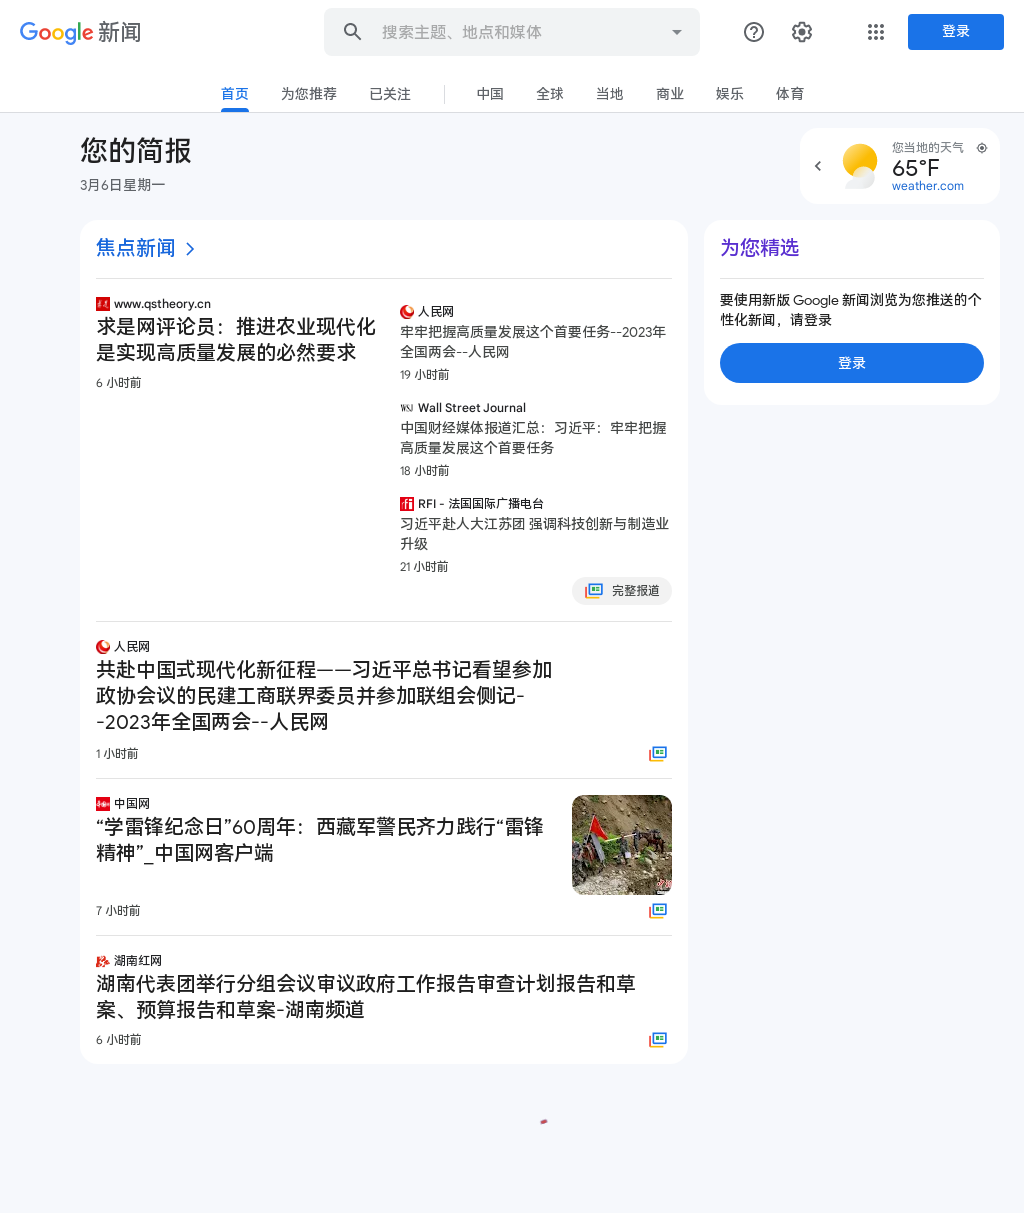 Google 新闻
搜索主题、地点和媒体
登录
首页 为您推荐 已关注 中国 全球 当地 商业 娱乐 体育
您的简报
3月6日星期一
您当地的天气
65°F
weather.com
焦点新闻
www.qstheory.cn
求是网评论员：推进农业现代化
是实现高质量发展的必然要求
6 小时前
人民网
牢牢把握高质量发展这个首要任务--2023年
全国两会--人民网
19 小时前
WSJ Wall Street Journal
中国财经媒体报道汇总：习近平：牢牢把握
高质量发展这个首要任务
18 小时前
RFI - 法国国际广播电台
习近平赴人大江苏团 强调科技创新与制造业
升级
21 小时前
完整报道
人民网
共赴中国式现代化新征程——习近平总书记看望参加
政协会议的民建工商联界委员并参加联组会侧记-
-2023年全国两会--人民网
1 小时前
中国网
“学雷锋纪念日”60周年：西藏军警民齐力践行“雷锋
精神”_中国网客户端
7 小时前
湖南红网
湖南代表团举行分组会议审议政府工作报告审查计划报告和草
案、预算报告和草案-湖南频道
6 小时前
为您精选
要使用新版 Google 新闻浏览为您推送的个
性化新闻，请登录
登录